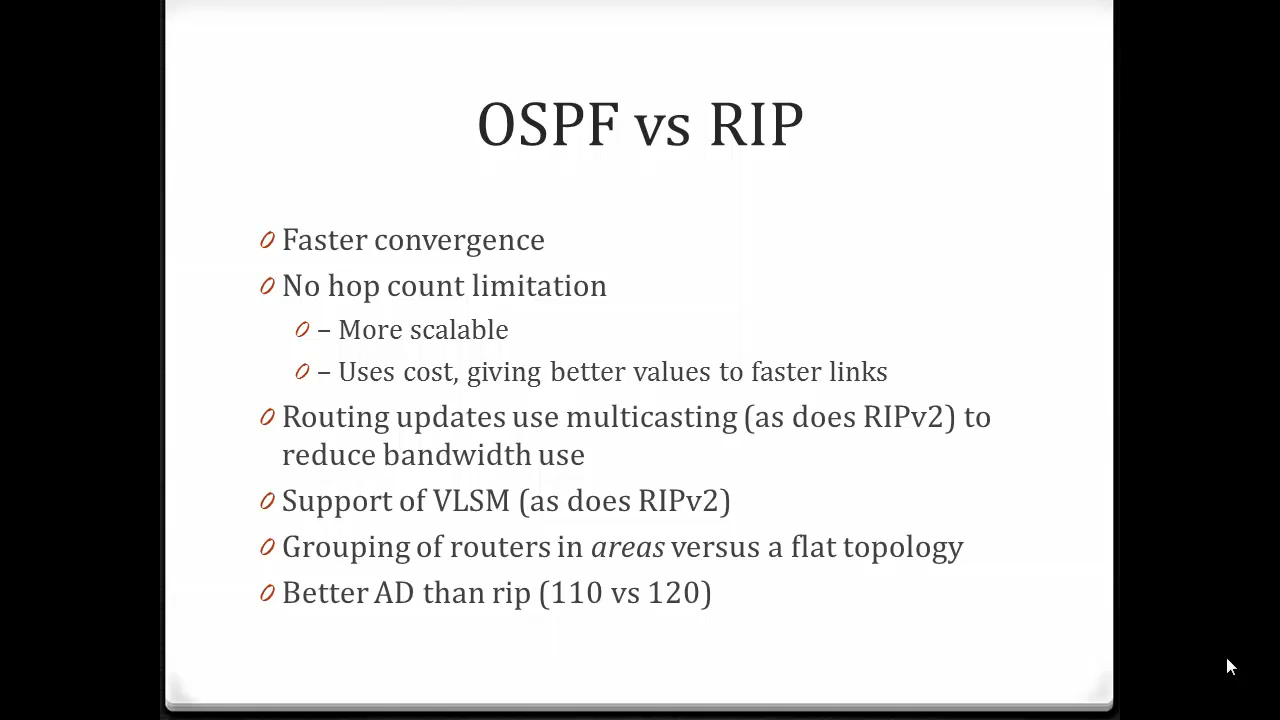 OSPF vs RIP
Faster convergence
No hop count limitation
– More scalable
– Uses cost, giving better values to faster links
Routing updates use multicasting (as does RIPv2) to
reduce bandwidth use
Support of VLSM (as does RIPv2)
Grouping of routers in areas versus a flat topology
Better AD than rip (110 vs 120)